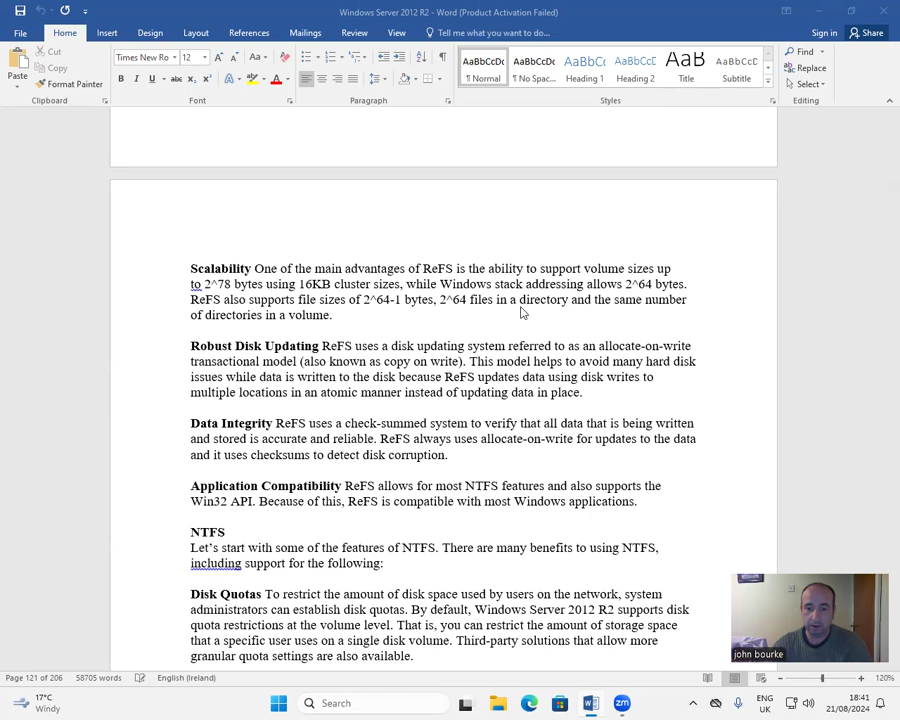 Windows Server 2012 R2 - Word (Product Activation Failed)
File Home Insert Design Layout References Mailings Review View Tell me what you want to do... Sign in Share
Paste
Cut
Copy
Format Painter
Clipboard
Times New Ro 12
B I U abc
Font
Paragraph
AaBbCcDc
¶ Normal
AaBbCcDc
¶ No Spac...
AaBbCc
Heading 1
AaBbCcD
Heading 2
AaB
Title
AaBbCcD
Subtitle
Styles
Find
Replace
Select
Editing
Scalability One of the main advantages of ReFS is the ability to support volume sizes up
to 2^78 bytes using 16KB cluster sizes, while Windows stack addressing allows 2^64 bytes.
ReFS also supports file sizes of 2^64-1 bytes, 2^64 files in a directory and the same number
of directories in a volume.
Robust Disk Updating ReFS uses a disk updating system referred to as an allocate-on-write
transactional model (also known as copy on write). This model helps to avoid many hard disk
issues while data is written to the disk because ReFS updates data using disk writes to
multiple locations in an atomic manner instead of updating data in place.
Data Integrity ReFS uses a check-summed system to verify that all data that is being written
and stored is accurate and reliable. ReFS always uses allocate-on-write for updates to the data
and it uses checksums to detect disk corruption.
Application Compatibility ReFS allows for most NTFS features and also supports the
Win32 API. Because of this, ReFS is compatible with most Windows applications.
NTFS
Let's start with some of the features of NTFS. There are many benefits to using NTFS,
including support for the following:
Disk Quotas To restrict the amount of disk space used by users on the network, system
administrators can establish disk quotas. By default, Windows Server 2012 R2 supports disk
quota restrictions at the volume level. That is, you can restrict the amount of storage space
that a specific user uses on a single disk volume. Third-party solutions that allow more
granular quota settings are also available.
john bourke
Page 121 of 206 58705 words English (Ireland) 120%
17°C
Windy
Search
zm
ENG
UK
18:41
21/08/2024